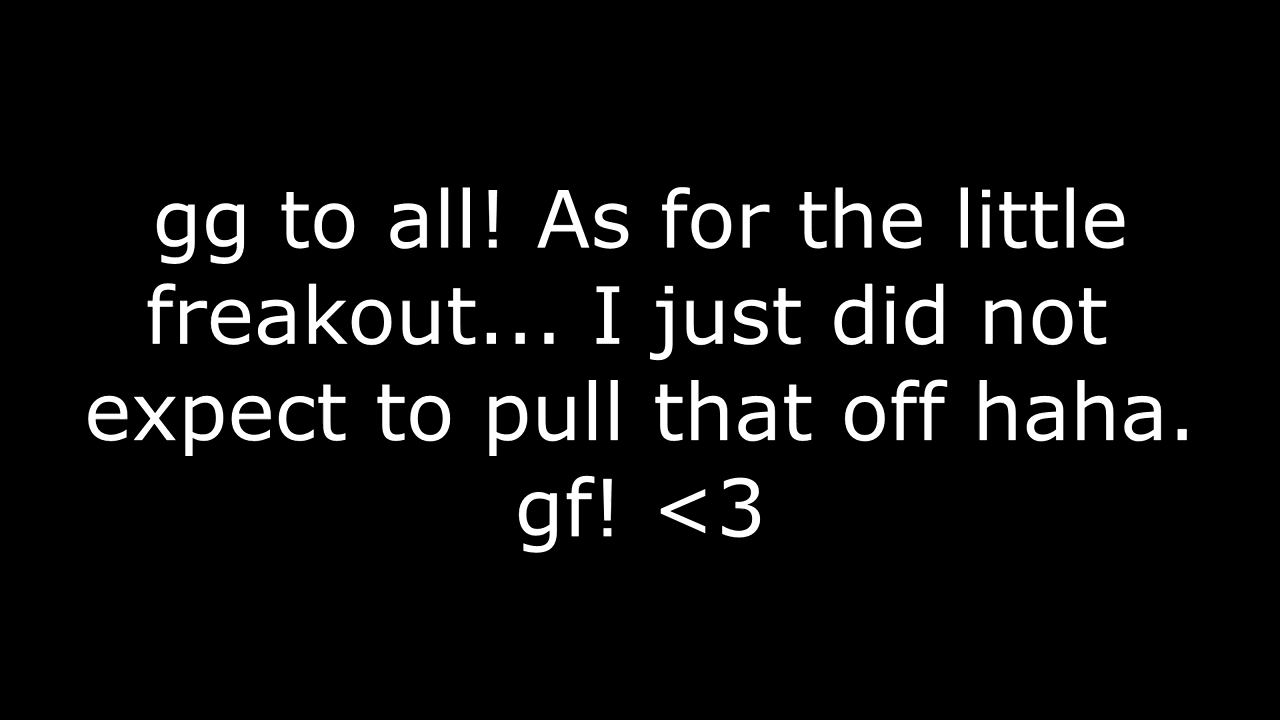 gg to all! As for the little
freakout... I just did not
expect to pull that off haha.
gf! <3